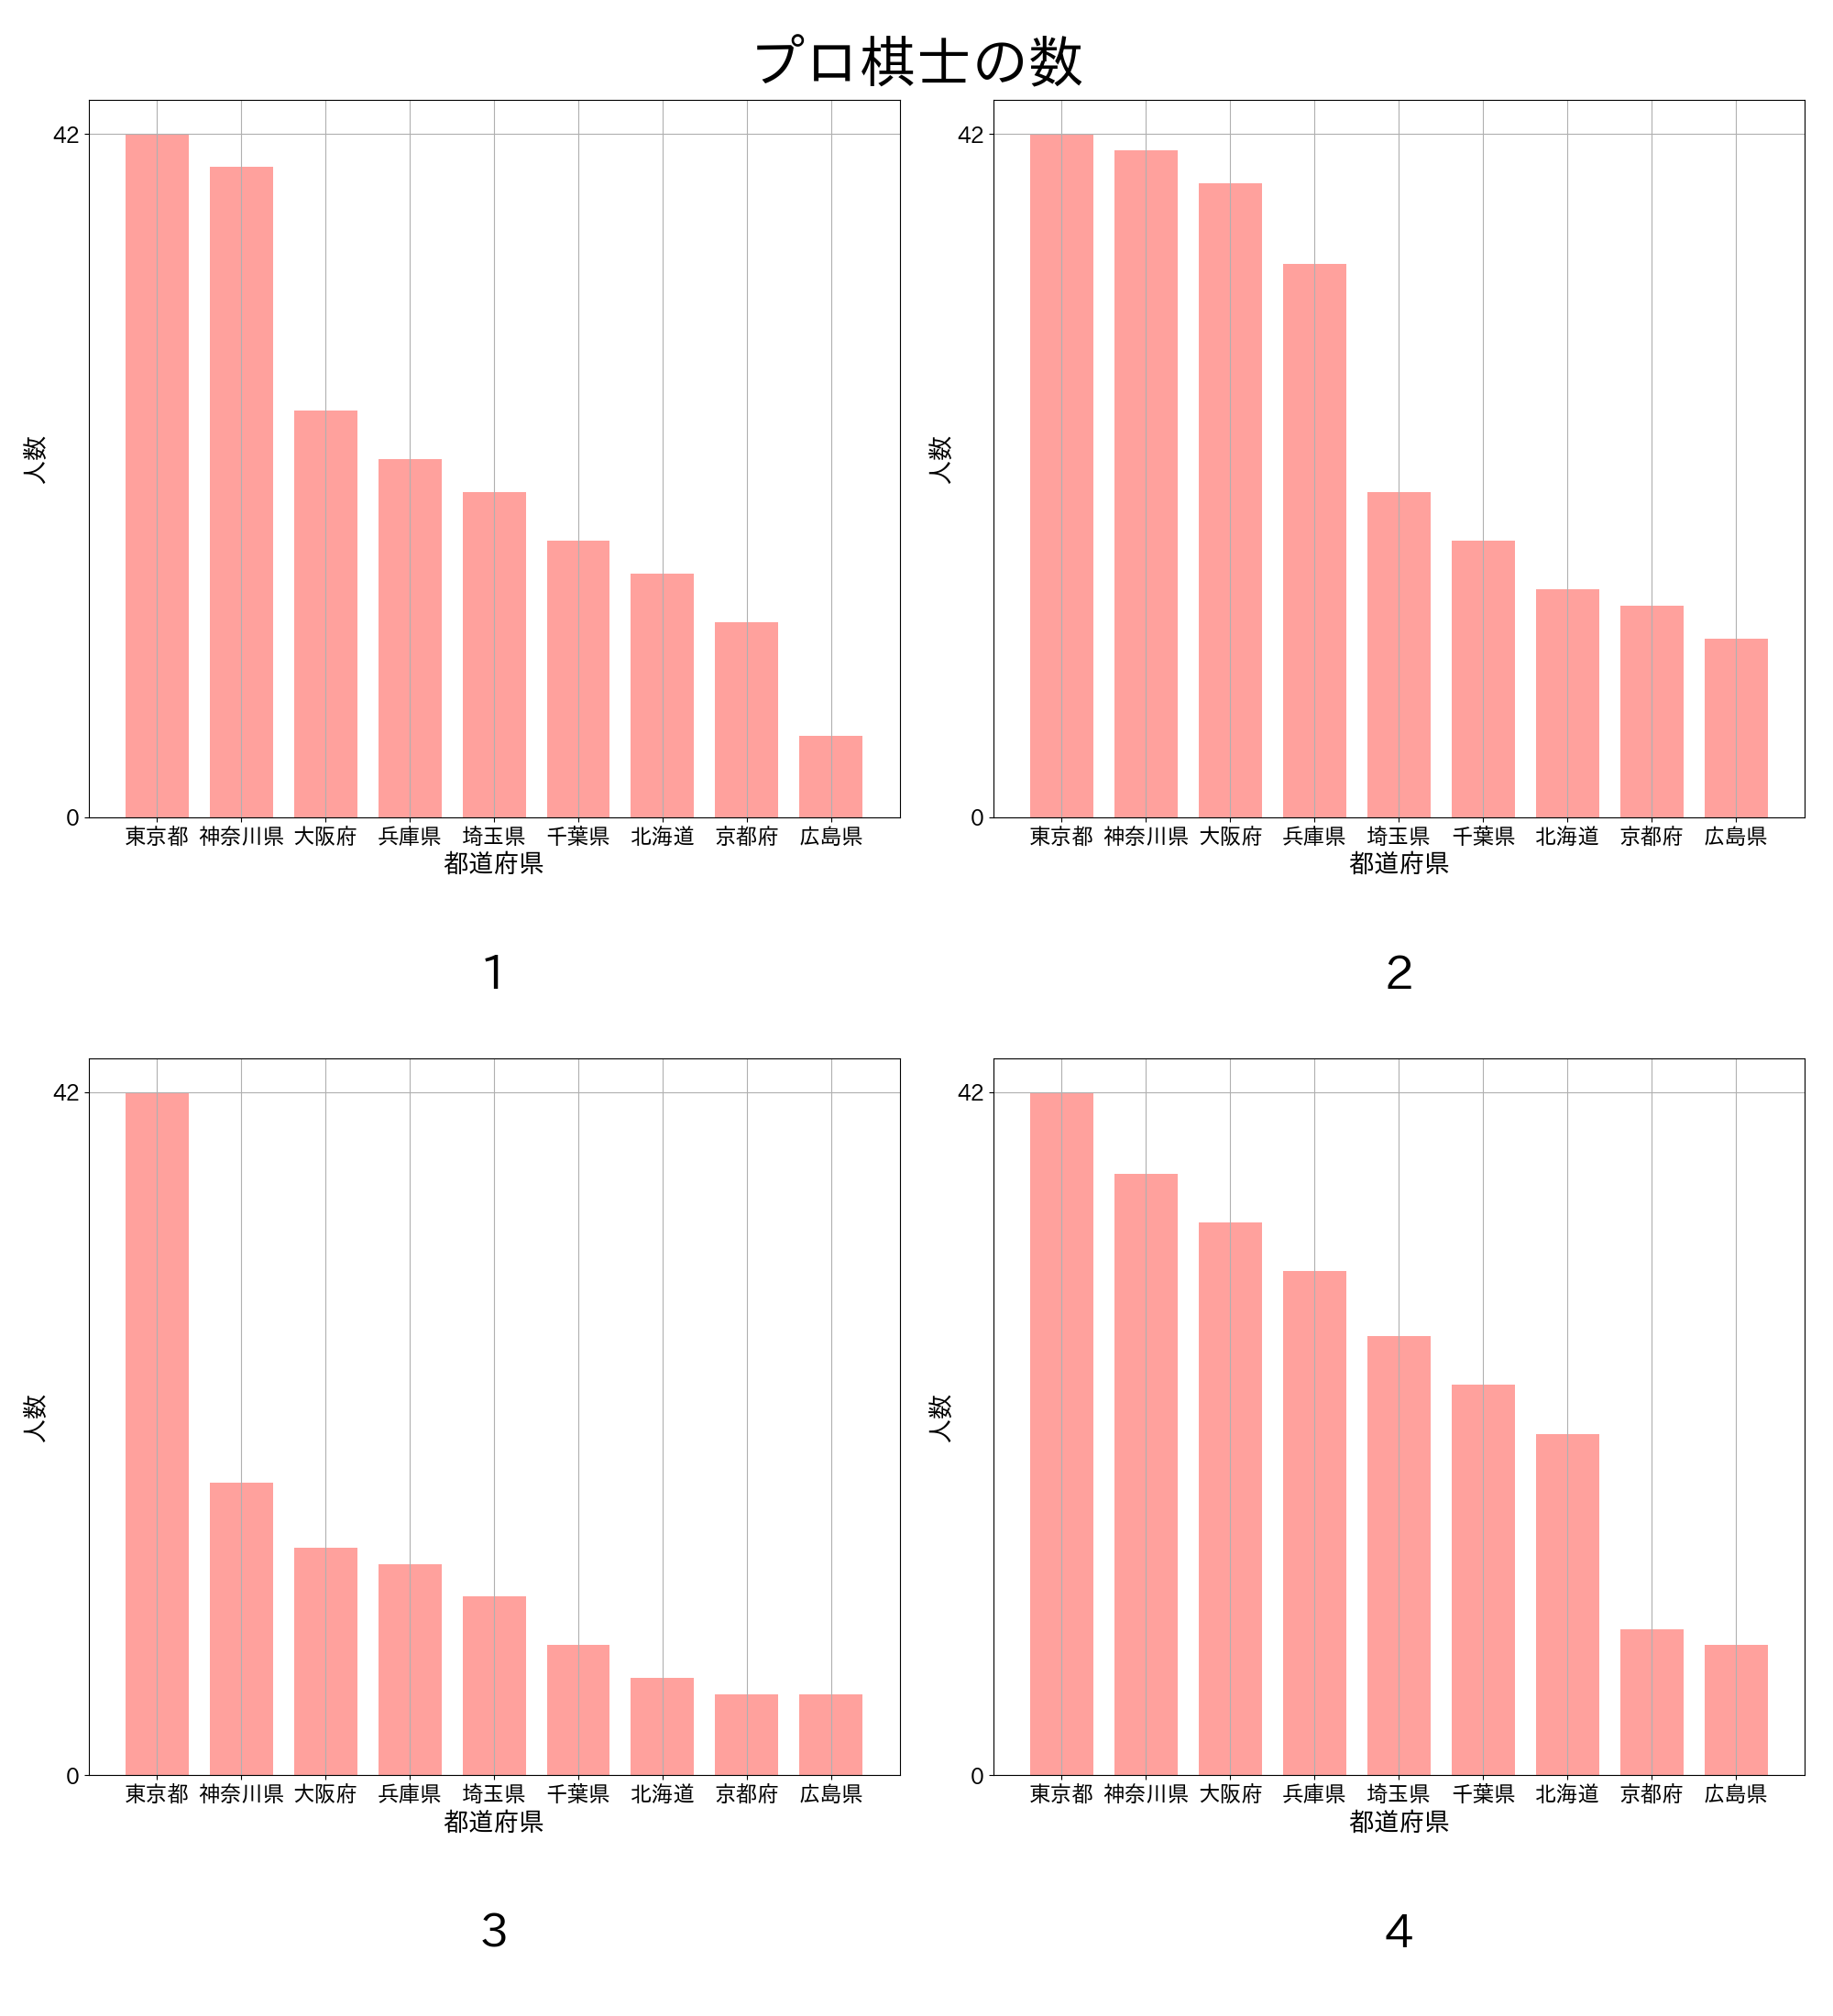 プロ棋士の数
42
0
人数
東京都 神奈川県 大阪府 兵庫県 埼玉県 千葉県 北海道 京都府 広島県
都道府県
1
42
0
人数
東京都 神奈川県 大阪府 兵庫県 埼玉県 千葉県 北海道 京都府 広島県
都道府県
2
42
0
人数
東京都 神奈川県 大阪府 兵庫県 埼玉県 千葉県 北海道 京都府 広島県
都道府県
3
42
0
人数
東京都 神奈川県 大阪府 兵庫県 埼玉県 千葉県 北海道 京都府 広島県
都道府県
4